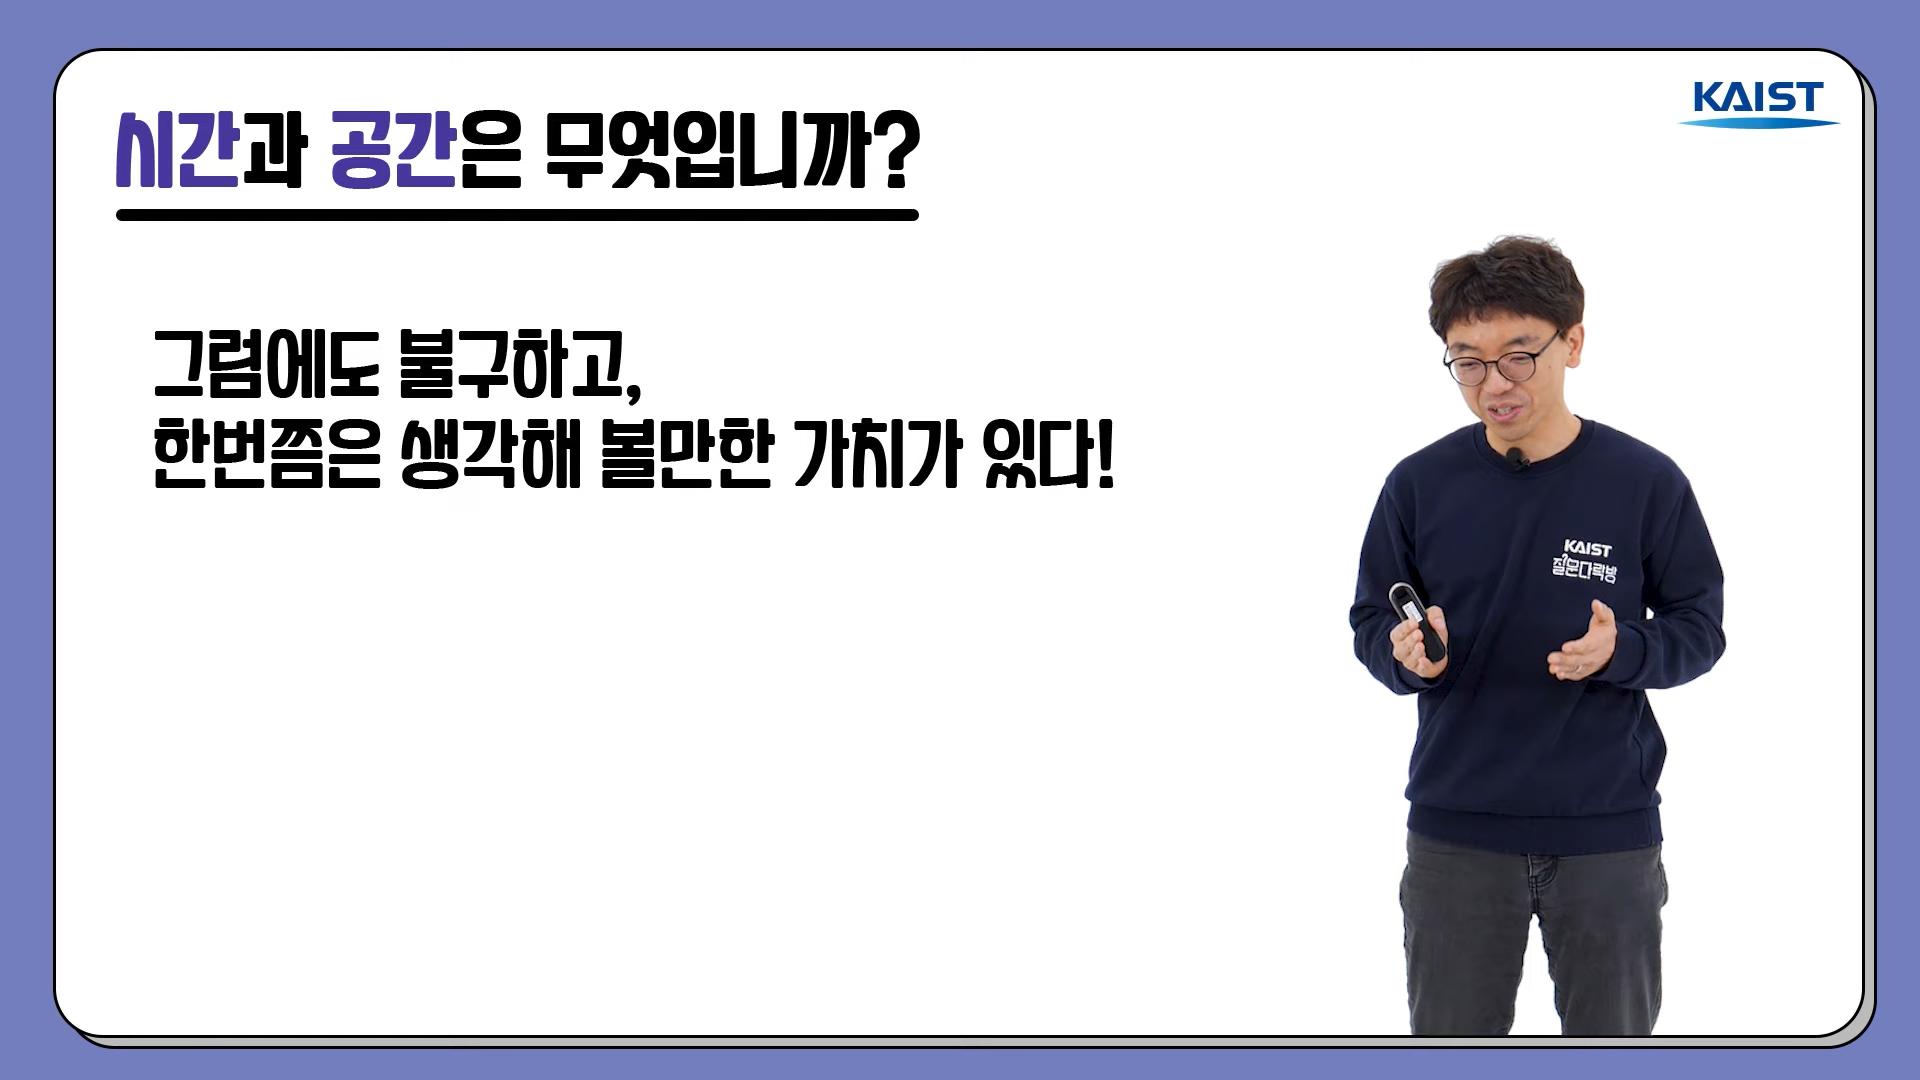 시간과 공간은 무엇입니까?
KAIST
그럼에도 불구하고,
한번쯤은 생각해 볼만한 가치가 있다!
KAIST
질문다락방